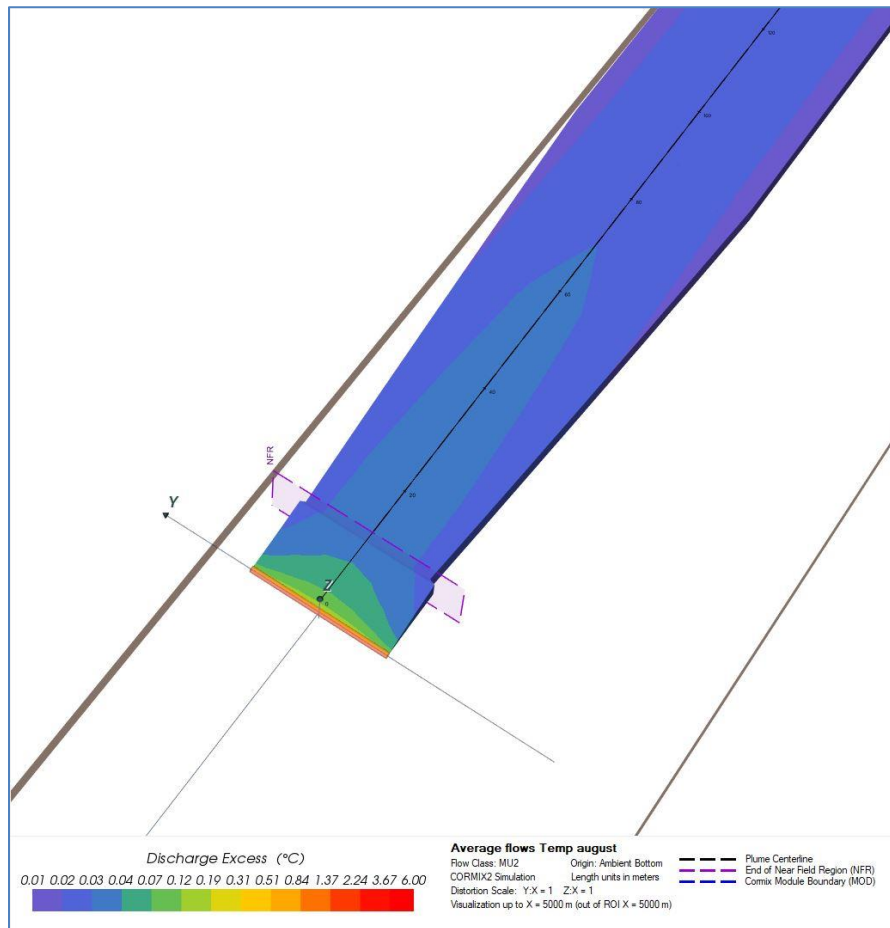 120
100
80
60
40
NFR
20
Y
Z
0
Discharge Excess (°C)
0.01 0.02 0.03 0.04 0.07 0.12 0.19 0.31 0.51 0.84 1.37 2.24 3.67 6.00
Average flows Temp august
Flow Class: MU2 Origin: Ambient Bottom
CORMIX2 Simulation Length units in meters
Distortion Scale: Y:X = 1 Z:X = 1
Visualization up to X = 5000 m (out of ROI X = 5000 m)
Plume Centerline
End of Near Field Region (NFR)
Cormix Module Boundary (MOD)